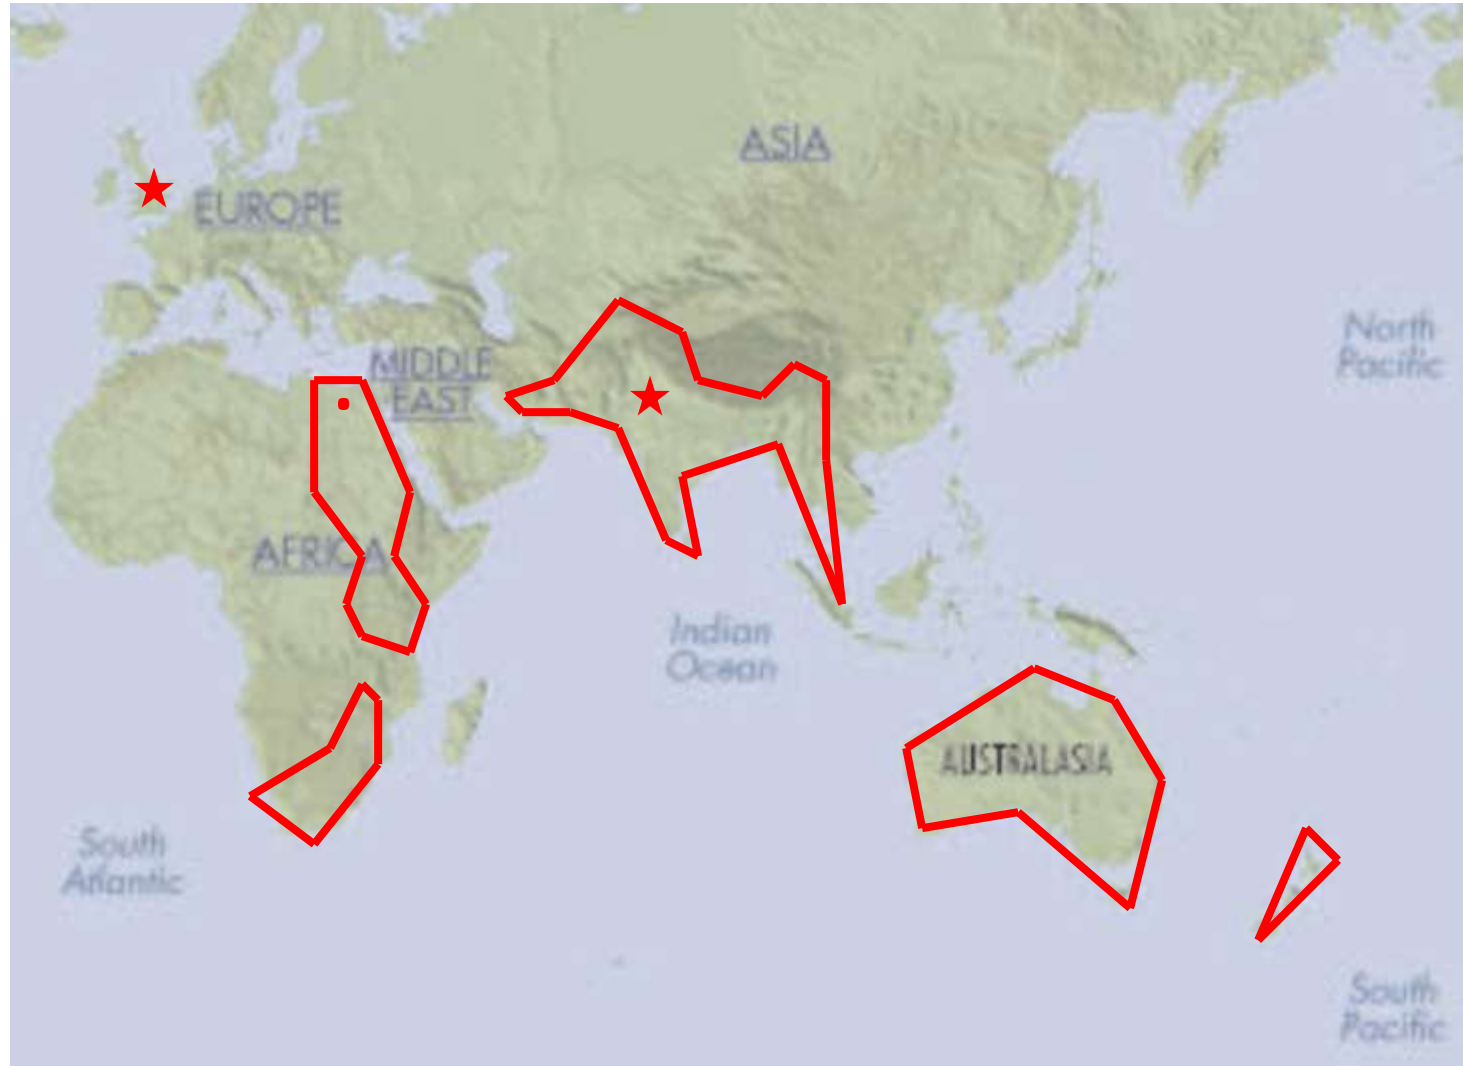 ASIA
EUROPE
North
Pacific
MIDDLE
EAST
AFRICA
Indian
Ocean
AUSTRALASIA
South
Atlantic
South
Pacific